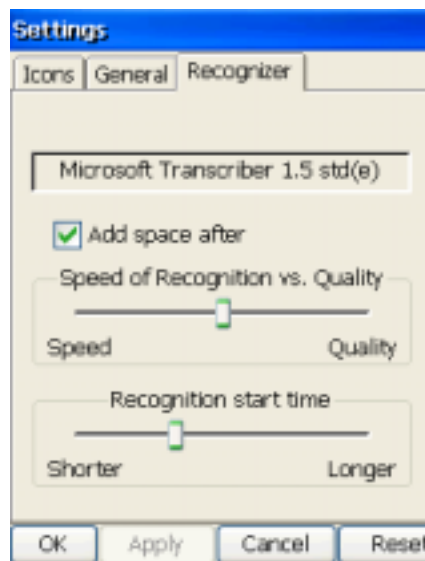 Settings
Icons General Recognizer
Microsoft Transcriber 1.5 std(e)
Add space after
Speed of Recognition vs. Quality
Speed Quality
Recognition start time
Shorter Longer
OK Apply Cancel Reset